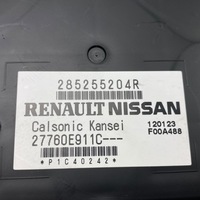 285255204R
RENAULT NISSAN
Calsonic Kansei 120123
27760E911C--- F00A488
*P1C40242*